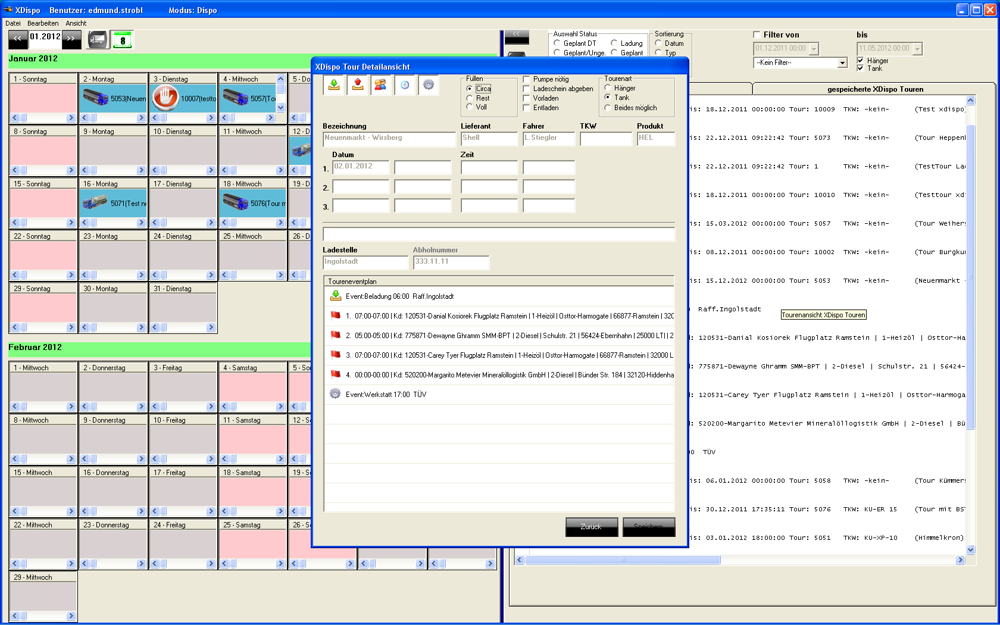 XDispo   Benutzer: edmund.strobl   Modus: Dispo
Datei   Bearbeiten   Ansicht
<<   01.2012   >>   8
Januar 2012
1 - Sonntag   2 - Montag   3 - Dienstag   4 - Mittwoch   5 - Do
5053(Neuen   10007(testto   5057(Tou
8 - Sonntag   9 - Montag   10 - Dienstag   11 - Mittwoch   12 - D
15 - Sonntag   16 - Montag   17 - Dienstag   18 - Mittwoch   19 - D
5071(Test ne   5076(Tour m
22 - Sonntag   23 - Montag   24 - Dienstag   25 - Mittwoch   26 - D
29 - Sonntag   30 - Montag   31 - Dienstag
Februar 2012
1 - Mittwoch   2 - Donnerstag   3 - Freitag   4 - Samstag   5 - So
8 - Mittwoch   9 - Donnerstag   10 - Freitag   11 - Samstag   12 - S
15 - Mittwoch   16 - Donnerstag   17 - Freitag   18 - Samstag   19 - S
22 - Mittwoch   23 - Donnerstag   24 - Freitag   25 - Samstag   26 - S
29 - Mittwoch
XDispo Tour Detailansicht
Füllen
Circa
Rest
Voll
Pumpe nötig
Ladeschein abgeben
Vorladen
Entladen
Tourenart
Hänger
Tank
Beides möglich
Bezeichnung   Lieferant   Fahrer   TKW   Produkt
Neuenmarkt - Wirsberg   Shell   L.Stiegler   HEL
Datum   Zeit
1.   02.01.2012
2.
3.
Ladestelle   Abholnummer
Ingolstadt   333.11.11
Toureneventplan
Event:Beladung 06:00  Raff.Ingolstadt
1.  07:00-07:00 | Kd: 120531-Danial Kosiorek Flugplatz Ramstein | 1-Heizöl | Osttor-Harmogate | 66877-Ramstein | 320
2.  05:00-05:00 | Kd: 775871-Dewayne Ghramm SMM-BPT | 2-Diesel | Schulstr. 21 | 56424-Ebernhahn | 25000 LT| | 2
3.  07:00-07:00 | Kd: 120531-Carey Tyer Flugplatz Ramstein | 1-Heizöl | Osttor-Harmogate | 66877-Ramstein | 32000 L
4.  00:00-00:00 | Kd: 520200-Margarito Metevier Mineralöllogistik GmbH | 2-Diesel | Bünder Str. 184 | 32120-Hiddenha
Event:Werkstatt 17:00  TÜV
Zurück   Speichern
<<
Auswahl Status
Geplant DT   Ladung
Geplant/Unge.   Geplant
Sortierung
Datum
Typ
Filter von   bis
01.12.2011 00:00   11.05.2012 00:00
--Kein Filter--
Hänger
Tank
gespeicherte XDispo Touren
is: 18.12.2011 00:00:00 Tour: 10009   TKW: -kein-   (Test xdispo)
is: 22.12.2011 09:22:42 Tour: 5073   TKW: -kein-   (Tour Heppenh
is: 22.12.2011 09:22:42 Tour: 1   TKW: -kein-   (TestTour Lad
is: 18.12.2011 00:00:00 Tour: 10010   TKW: -kein-   (Testtour xdi
is: 15.03.2012 00:00:00 Tour: 5057   TKW: -kein-   (Tour Weihers
is: 08.12.2011 00:00:00 Tour: 10002   TKW: -kein-   (Tour Burgkun
is: 15.12.2011 00:00:00 Tour: 5053   TKW: -kein-   (Neuenmarkt -
Raff.Ingolstadt
Tourenansicht XDispo Touren
d: 120531-Danial Kosiorek Flugplatz Ramstein | 1-Heizöl | Osttor-Ha
d: 775871-Dewayne Ghramm SMM-BPT | 2-Diesel | Schulstr. 21 | 56424-
d: 120531-Carey Tyer Flugplatz Ramstein | 1-Heizöl | Osttor-Harmoga
d: 520200-Margarito Metevier Mineralöllogistik GmbH | 2-Diesel | Bü
0  TÜV
is: 06.01.2012 00:00:00 Tour: 5058   TKW: -kein-   (Tour Kümmers
is: 30.12.2011 17:35:11 Tour: 5076   TKW: KU-ER 15   (Tour mit BST
is: 03.01.2012 18:00:00 Tour: 5051   TKW: KU-XP-10   (Himmelkron)